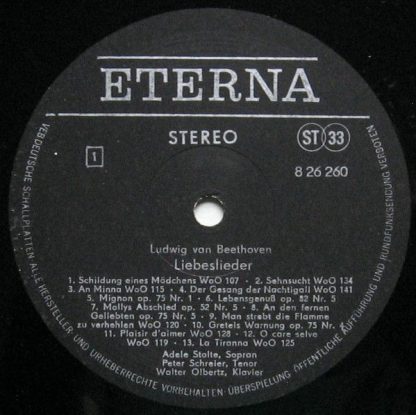 ETERNA
STEREO
ST 33
1
8 26 260
Ludwig van Beethoven
Liebeslieder
1. Schildung eines Mädchens WoO 107 · 2. Sehnsucht WoO 134
3. An Minna WoO 115 · 4. Der Gesang der Nachtigall WoO 141
5. Mignon op. 75 Nr. 1 · 6. Lebensgenuß op. 82 Nr. 5
7. Mollys Abschied op. 52 Nr. 5 · 8. An den fernen
Geliebten op. 75 Nr. 5 · 9. Man strebt die Flamme
zu verhehlen WoO 120 · 10. Gretels Warnung op. 75 Nr. 4
11. Plaisir d'aimer WoO 128 · 12. O care selve
WoO 119 · 13. La Tiranna WoO 125
Adele Stolte, Sopran
Peter Schreier, Tenor
Walter Olbertz, Klavier
VEB DEUTSCHE SCHALLPLATTEN ALLE HERSTELLER- UND URHEBERRECHTE VORBEHALTEN · ÜBERSPIELUNG, ÖFFENTLICHE AUFFÜHRUNG UND RUNDFUNKSENDUNG VERBOTEN